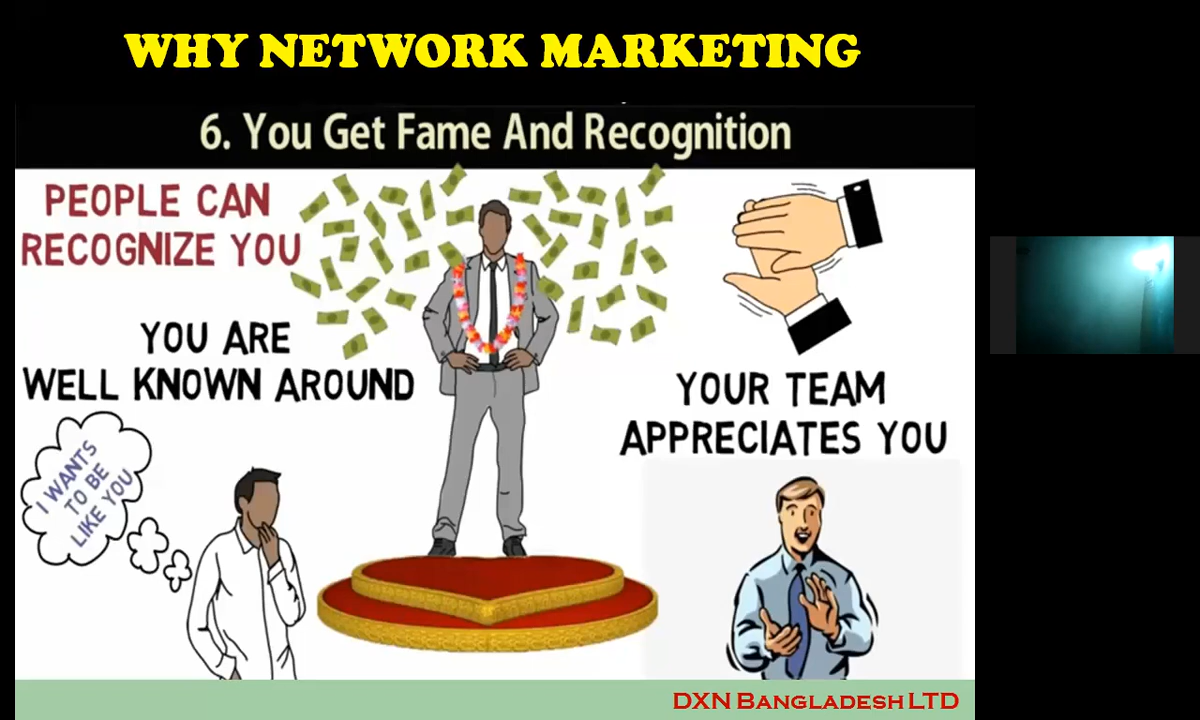 WHY NETWORK MARKETING
6. You Get Fame And Recognition
PEOPLE CAN
RECOGNIZE YOU
YOU ARE
WELL KNOWN AROUND
YOUR TEAM
APPRECIATES YOU
I WANTS
TO BE
LIKE YOU
DXN BANGLADESH LTD